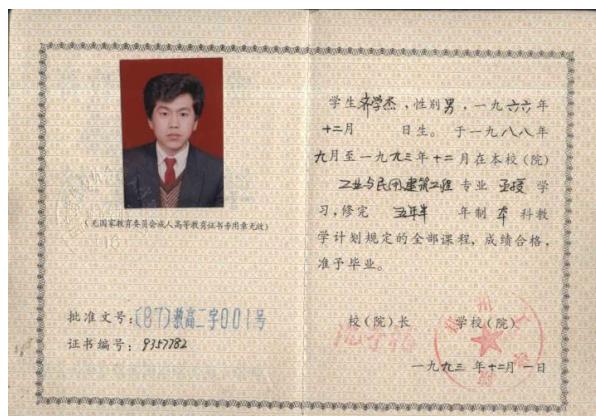 (无国家教育委员会成人高等教育证书专用章无效)
批准文号:(87)教高二字001号
证书编号:9357782
学生齐学杰,性别男,一九六六年
十二月 日生。于一九八八年
九月至一九九三年十二月在本校(院)
工业与民用建筑工程专业 函授 学
习,修完 五年半 年制 本 科教
学计划规定的全部课程,成绩合格,
准予毕业。
校(院)长 学校(院)
一九九三 年十二月一日